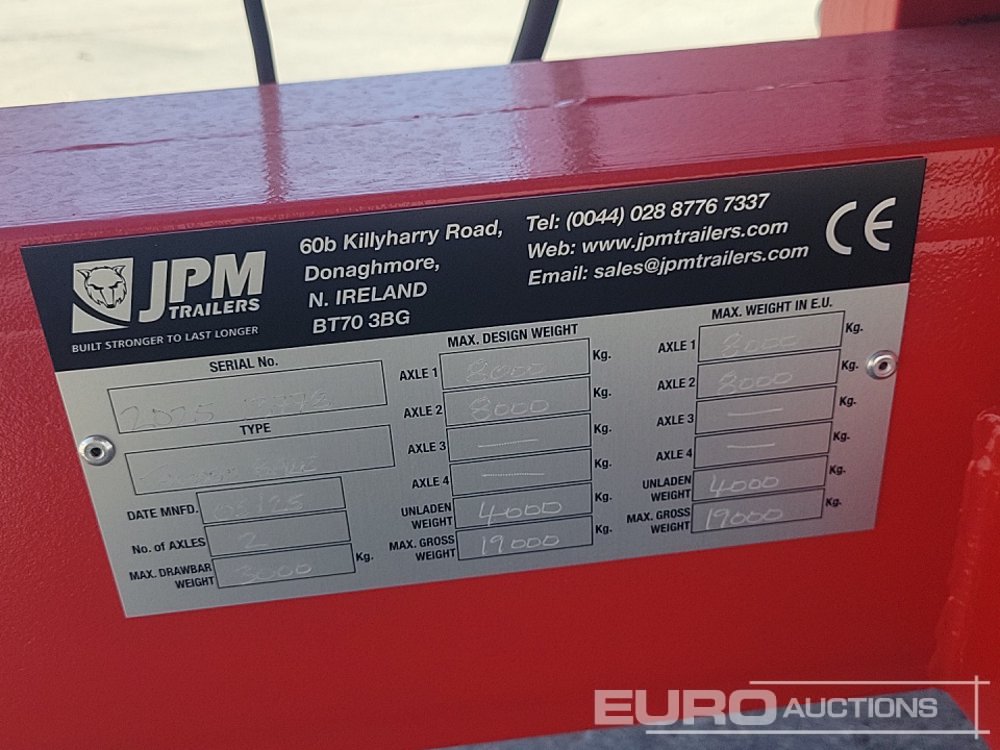 JPM
TRAILERS
BUILT STRONGER TO LAST LONGER
60b Killyharry Road,
Donaghmore,
N. IRELAND
BT70 3BG
Tel: (0044) 028 8776 7337
Web: www.jpmtrailers.com
Email: sales@jpmtrailers.com
CE
SERIAL No.
2025
TYPE
DATE MNFD. 03/25
No. of AXLES 2
MAX. DRAWBAR WEIGHT 3000 Kg.
MAX. DESIGN WEIGHT
AXLE 1 8000 Kg.
AXLE 2 8000 Kg.
AXLE 3 — Kg.
AXLE 4 — Kg.
UNLADEN WEIGHT 4000 Kg.
MAX. GROSS WEIGHT 19000 Kg.
MAX. WEIGHT IN E.U.
AXLE 1 8000 Kg.
AXLE 2 8000 Kg.
AXLE 3 — Kg.
AXLE 4 — Kg.
UNLADEN WEIGHT 4000 Kg.
MAX. GROSS WEIGHT 19000 Kg.
EURO AUCTIONS